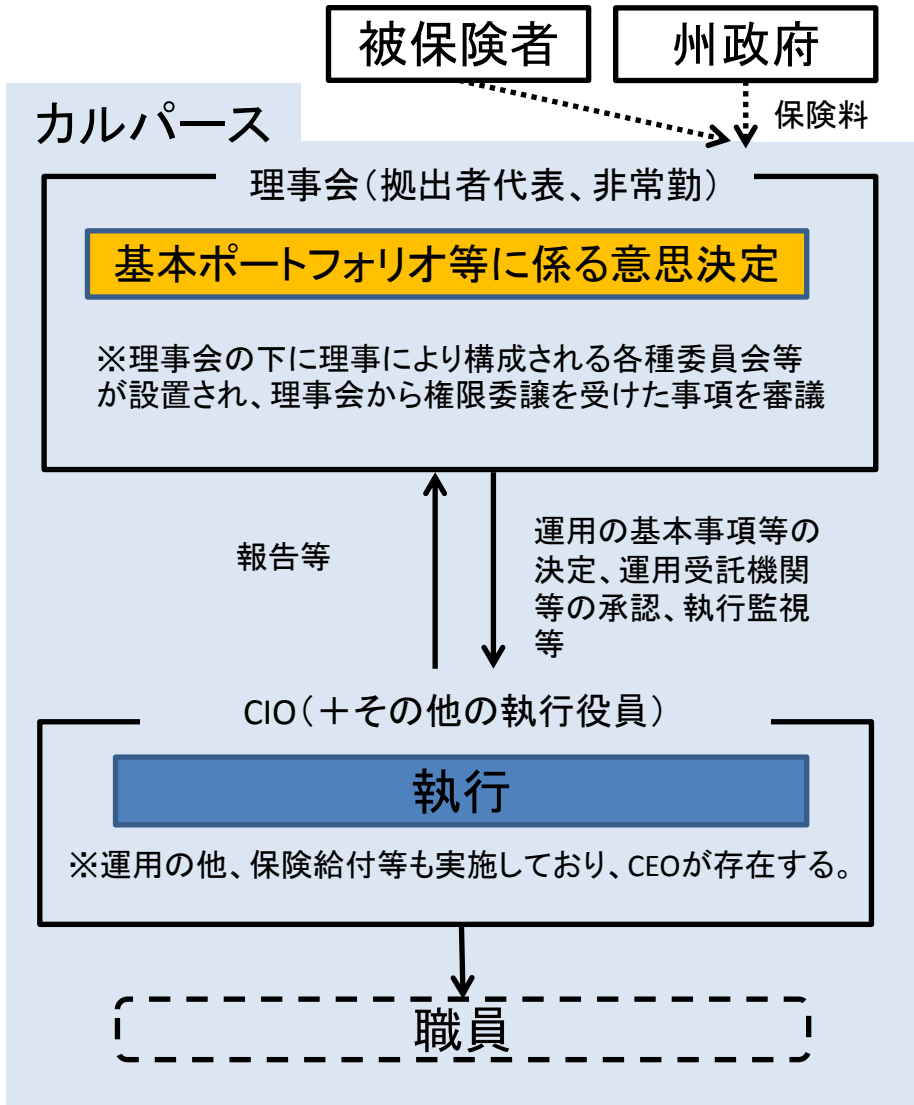 被保険者
州政府
保険料
カルパース
理事会（拠出者代表、非常勤）
基本ポートフォリオ等に係る意思決定
※理事会の下に理事により構成される各種委員会等
が設置され、理事会から権限委譲を受けた事項を審議
報告等
運用の基本事項等の
決定、運用受託機関
等の承認、執行監視
等
CIO（＋その他の執行役員）
執行
※運用の他、保険給付等も実施しており、CEOが存在する。
職員